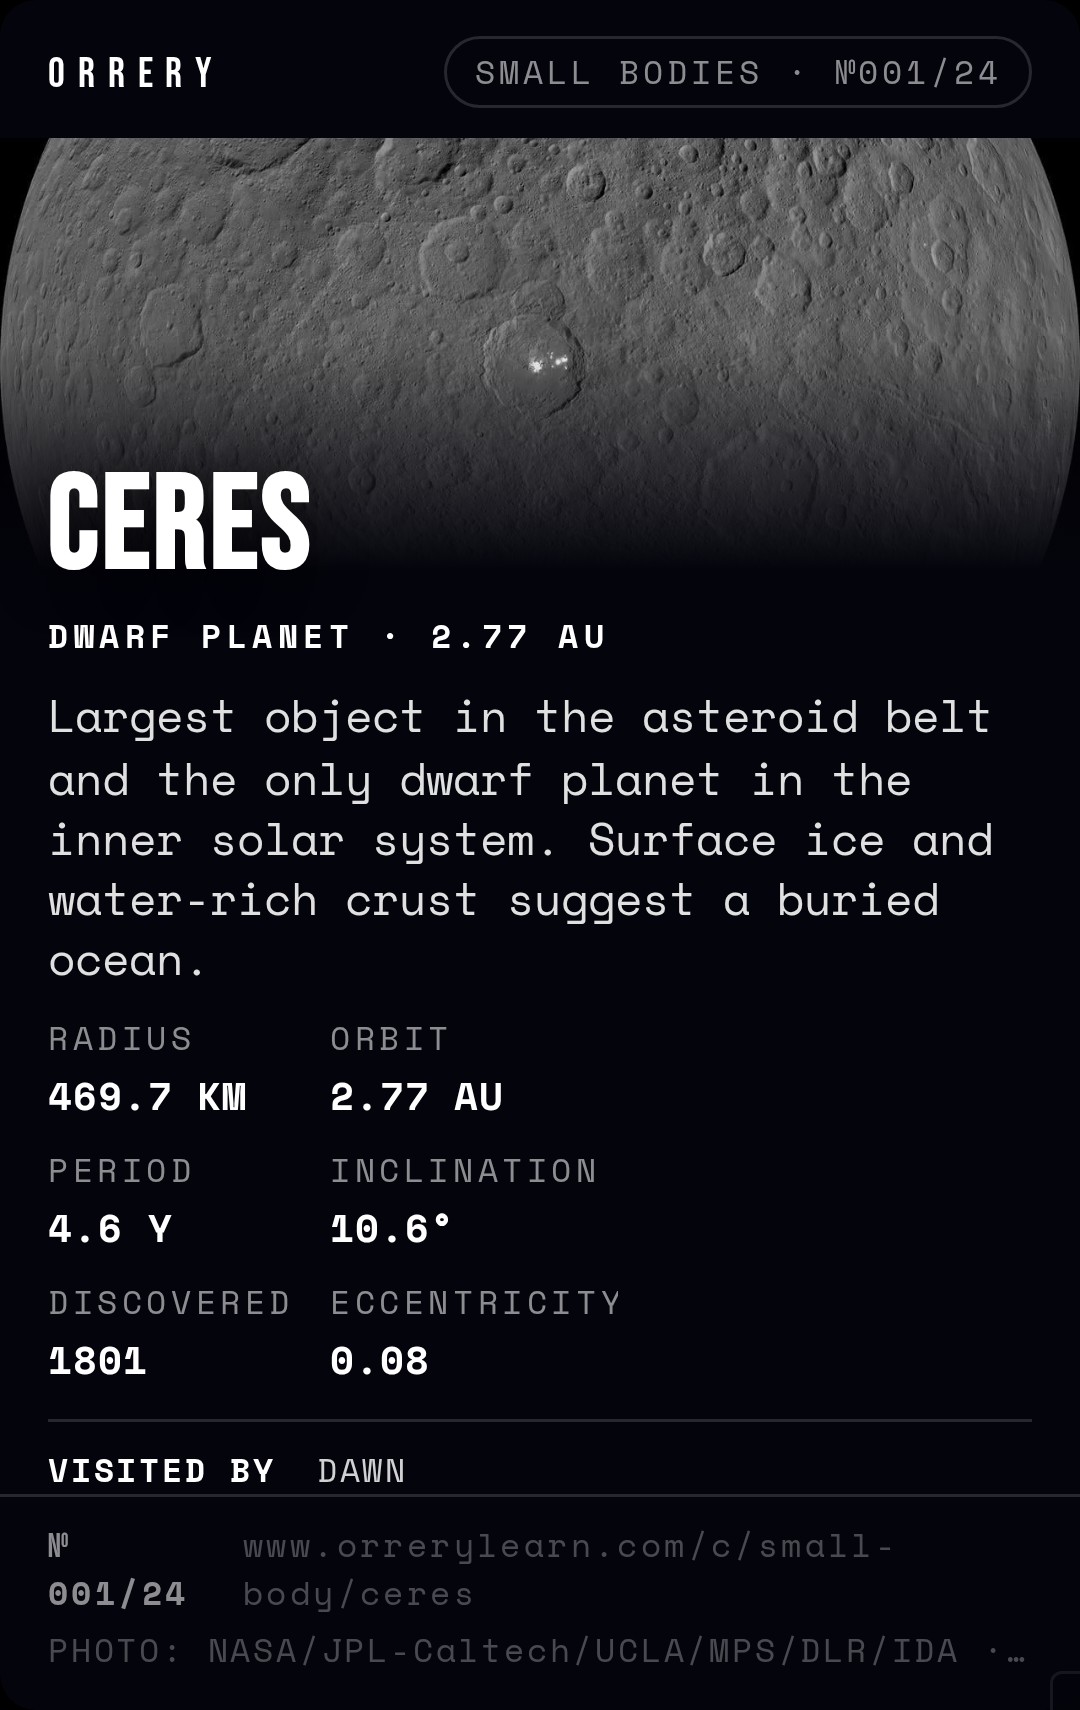 ORRERY
SMALL BODIES · №001/24
CERES
DWARF PLANET · 2.77 AU
Largest object in the asteroid belt
and the only dwarf planet in the
inner solar system. Surface ice and
water-rich crust suggest a buried
ocean.
RADIUS ORBIT
469.7 KM 2.77 AU
PERIOD INCLINATION
4.6 Y 10.6°
DISCOVERED ECCENTRICITY
1801 0.08
VISITED BY DAWN
№ www.orrerylearn.com/c/small-
001/24 body/ceres
PHOTO: NASA/JPL-Caltech/UCLA/MPS/DLR/IDA ·…